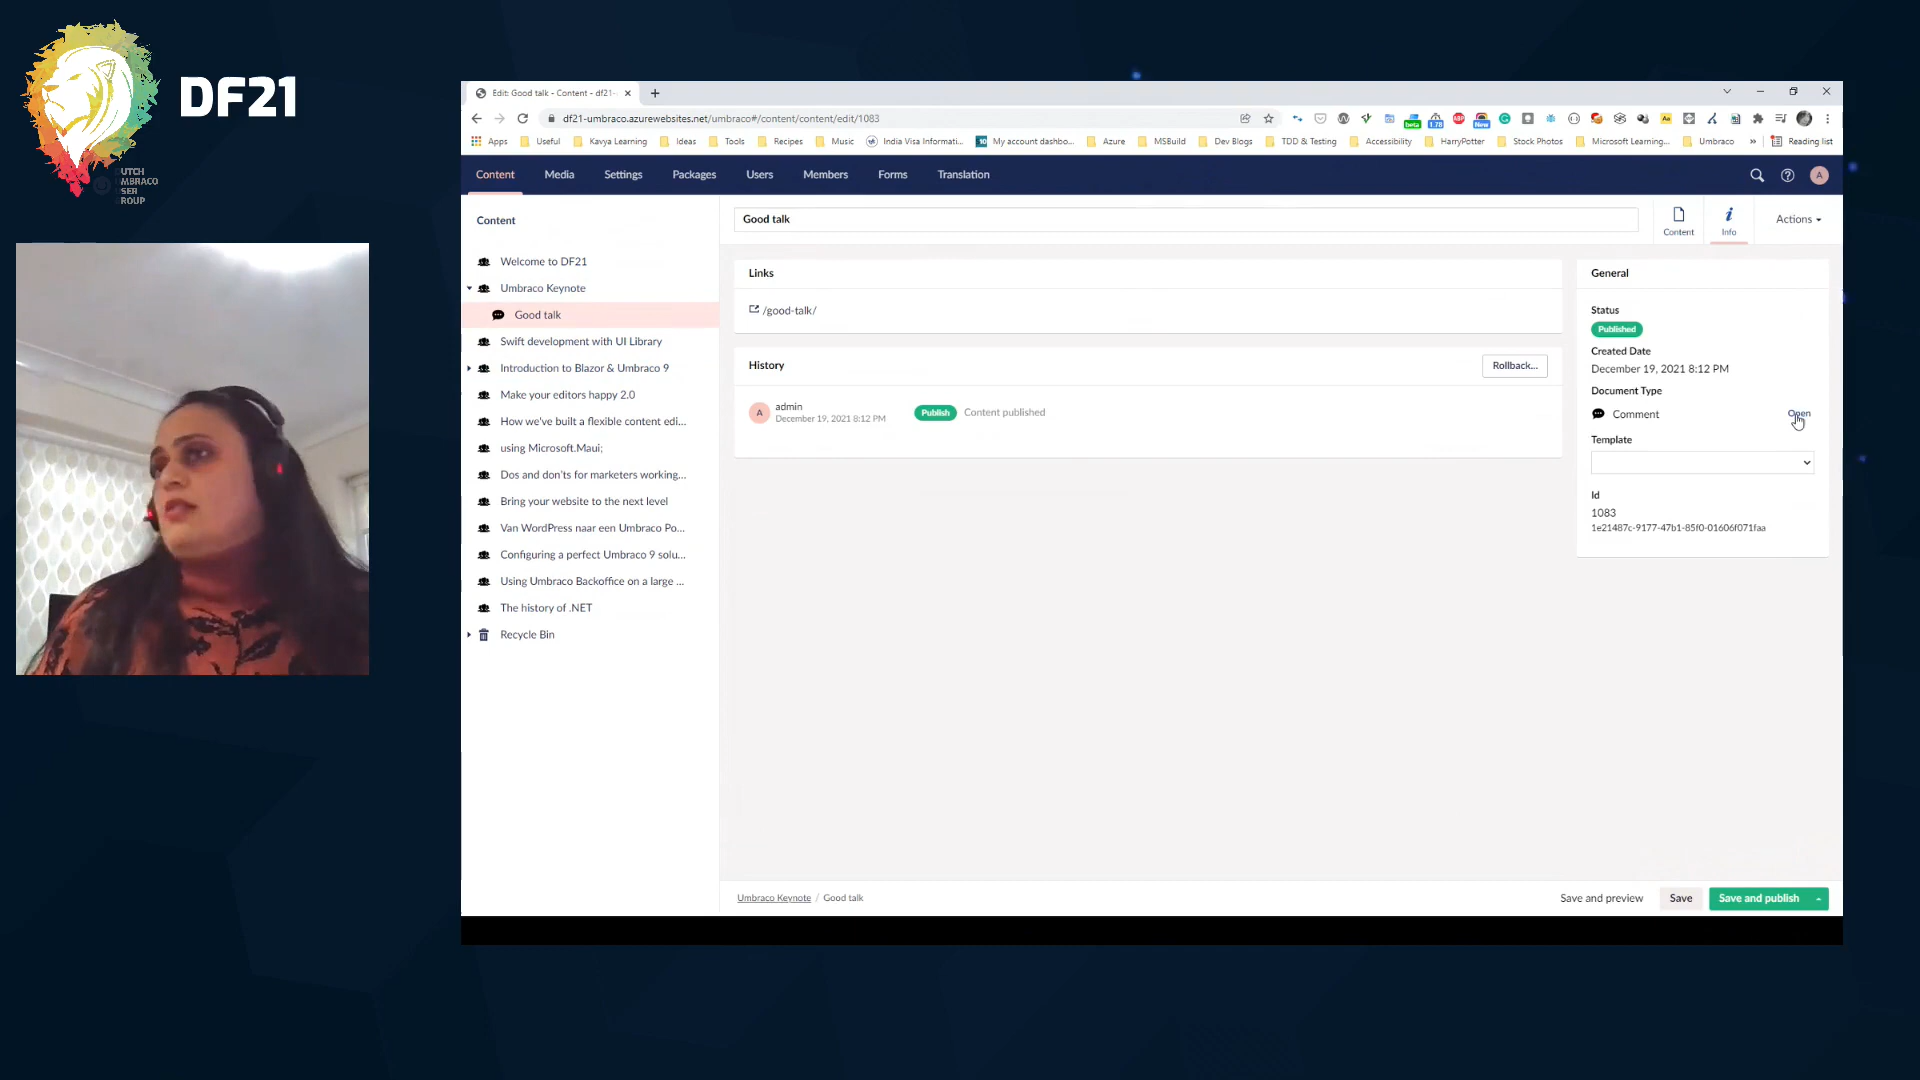 DF21
UTCH
MBRACO
SER
ROUP
Edit: Good talk - Content - df21-
df21-umbraco.azurewebsites.net/umbraco#/content/content/edit/1083
beta
1.78
ABP
New
Apps
Useful
Kavya Learning
Ideas
Tools
Recipes
Music
India Visa Informati...
My account dashbo...
Azure
MSBuild
Dev Blogs
TDD & Testing
Accessibility
HarryPotter
Stock Photos
Microsoft Learning...
Umbraco
»
Reading list
Content
Media
Settings
Packages
Users
Members
Forms
Translation
A
Content
Welcome to DF21
Umbraco Keynote
Good talk
Swift development with UI Library
Introduction to Blazor & Umbraco 9
Make your editors happy 2.0
How we've built a flexible content edi...
using Microsoft.Maui;
Dos and don'ts for marketers working...
Bring your website to the next level
Van WordPress naar een Umbraco Po...
Configuring a perfect Umbraco 9 solu...
Using Umbraco Backoffice on a large ...
The history of .NET
Recycle Bin
Good talk
Content
Info
Actions
Links
/good-talk/
History
Rollback...
A
admin
December 19, 2021 8:12 PM
Publish
Content published
General
Status
Published
Created Date
December 19, 2021 8:12 PM
Document Type
Comment
Open
Template
Id
1083
1e21487c-9177-47b1-85f0-01606f071faa
Umbraco Keynote / Good talk
Save and preview
Save
Save and publish